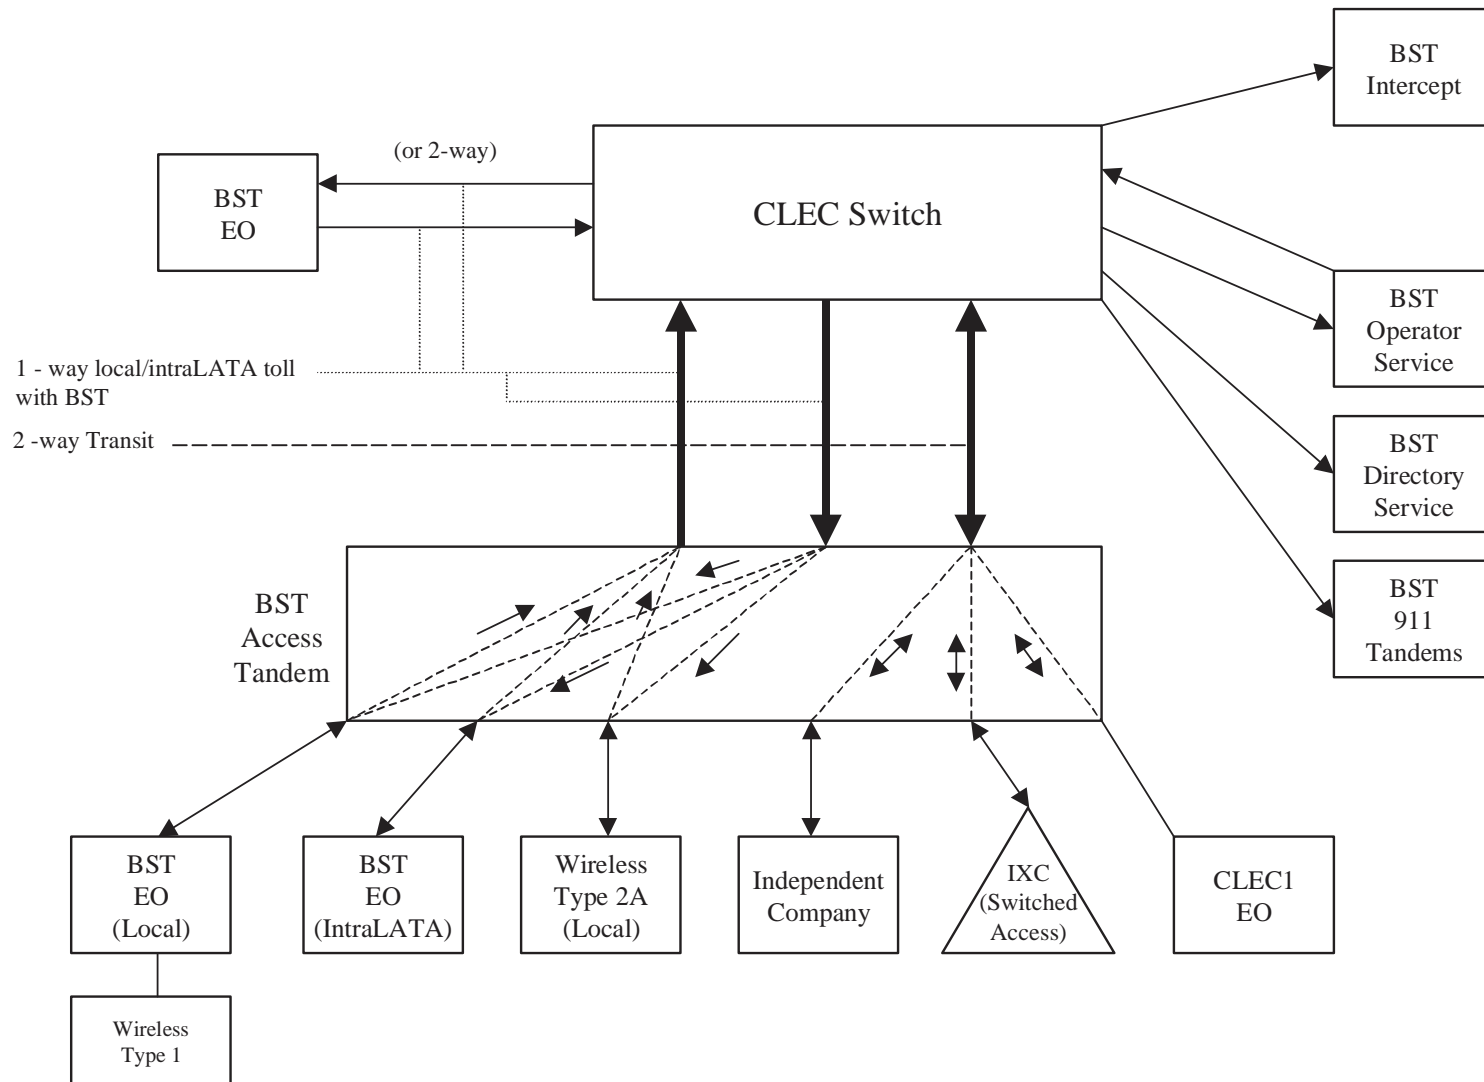 BST
Intercept
(or 2-way)
BST
EO
CLEC Switch
BST
Operator
Service
1 - way local/intraLATA toll
with BST
2 -way Transit
BST
Directory
Service
BST
Access
Tandem
BST
911
Tandems
BST
EO
(Local)
BST
EO
(IntraLATA)
Wireless
Type 2A
(Local)
Independent
Company
IXC
(Switched
Access)
CLEC1
EO
Wireless
Type 1